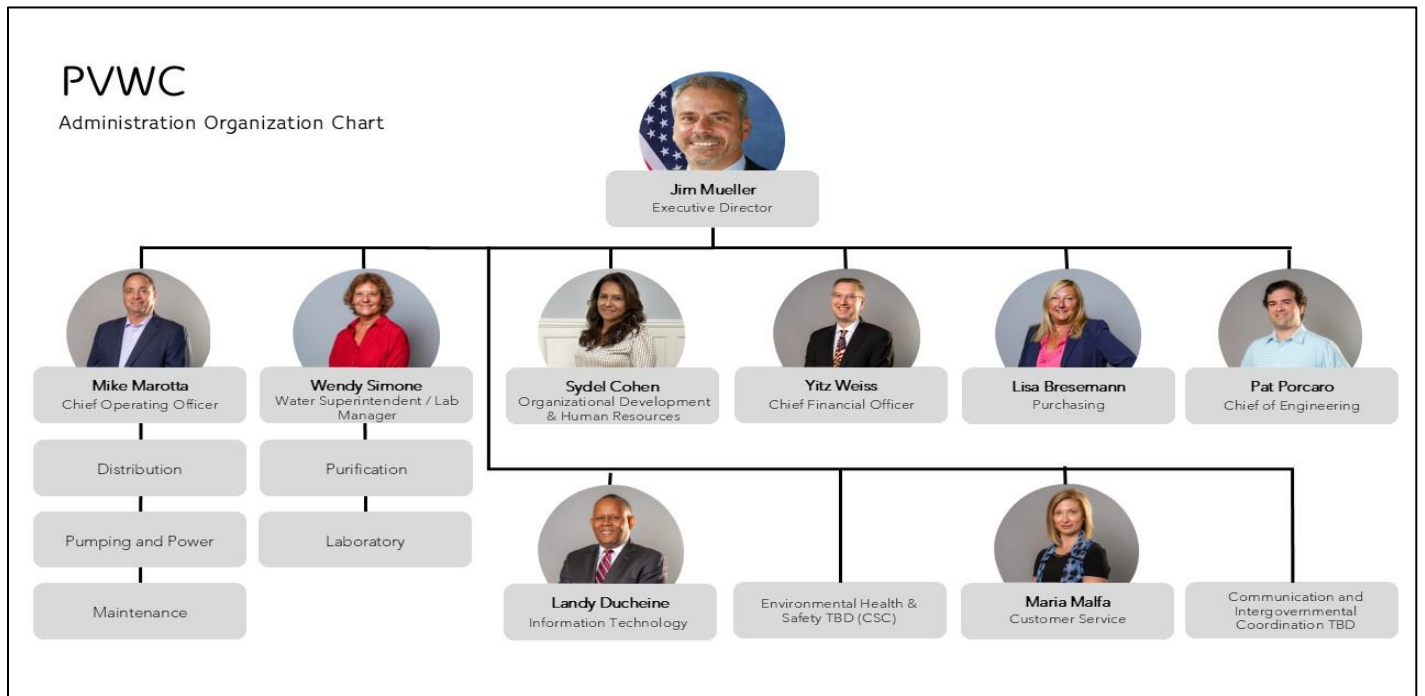 PVWC
Administration Organization Chart
Jim Mueller
Executive Director
Mike Marotta
Chief Operating Officer
Wendy Simone
Water Superintendent / Lab
Manager
Sydel Cohen
Organizational Development
& Human Resources
Yitz Weiss
Chief Financial Officer
Lisa Bresemann
Purchasing
Pat Porcaro
Chief of Engineering
Distribution
Purification
Pumping and Power
Laboratory
Maintenance
Landy Ducheine
Information Technology
Environmental Health &
Safety TBD (CSC)
Maria Malfa
Customer Service
Communication and
Intergovernmental
Coordination TBD